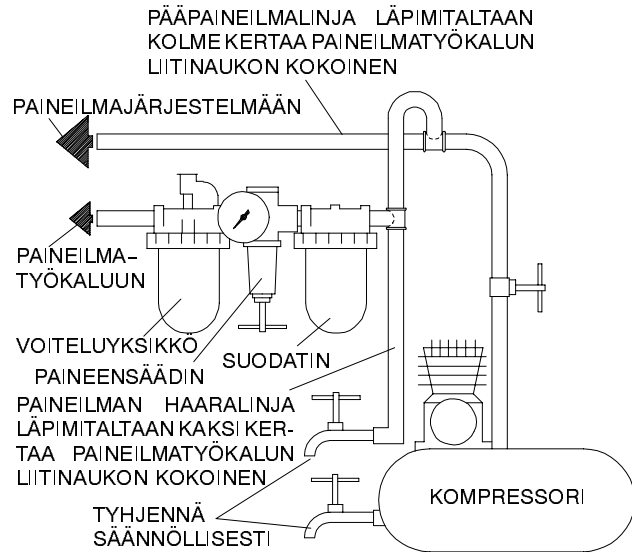 PÄÄPAINEILMALINJA LÄPIMITALTAAN
KOLME KERTAA PAINEILMATYÖKALUN
LIITINAUKON KOKOINEN
PAINEILMAJÄRJESTELMÄÄN
PAINEILMA-
TYÖKALUUN
VOITELUYKSIKKÖ
SUODATIN
PAINEENSÄÄDIN
PAINEILMAN HAARALINJA
LÄPIMITALTAAN KAKSI KER-
TAA PAINEILMATYÖKALUN
LIITINAUKON KOKOINEN
KOMPRESSORI
TYHJENNÄ
SÄÄNNÖLLISESTI